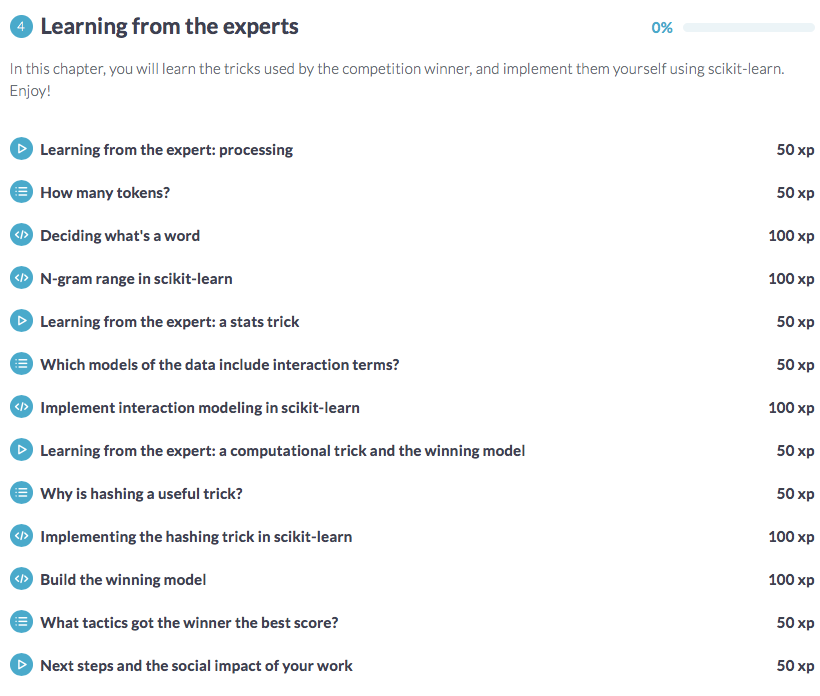 4 Learning from the experts 0%
In this chapter, you will learn the tricks used by the competition winner, and implement them yourself using scikit-learn.
Enjoy!
Learning from the expert: processing 50 xp
How many tokens? 50 xp
Deciding what's a word 100 xp
N-gram range in scikit-learn 100 xp
Learning from the expert: a stats trick 50 xp
Which models of the data include interaction terms? 50 xp
</> Implement interaction modeling in scikit-learn 100 xp
Learning from the expert: a computational trick and the winning model 50 xp
Why is hashing a useful trick? 50 xp
Implementing the hashing trick in scikit-learn 100 xp
Build the winning model 100 xp
What tactics got the winner the best score? 50 xp
Next steps and the social impact of your work 50 xp